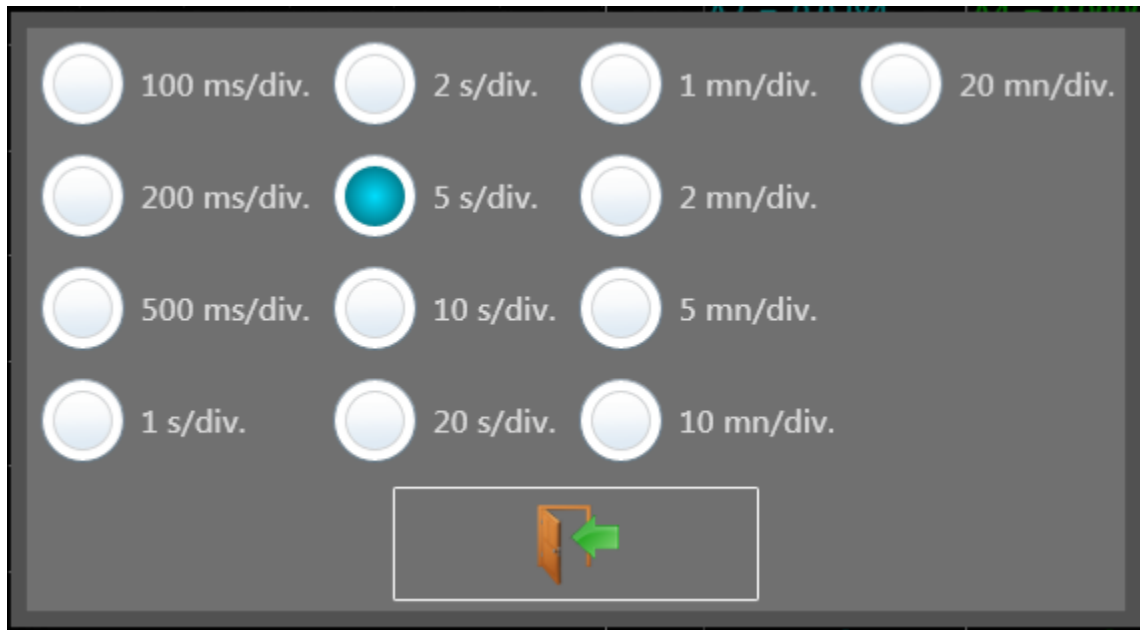 100 ms/div. 2 s/div. 1 mn/div. 20 mn/div.
200 ms/div. 5 s/div. 2 mn/div.
500 ms/div. 10 s/div. 5 mn/div.
1 s/div. 20 s/div. 10 mn/div.